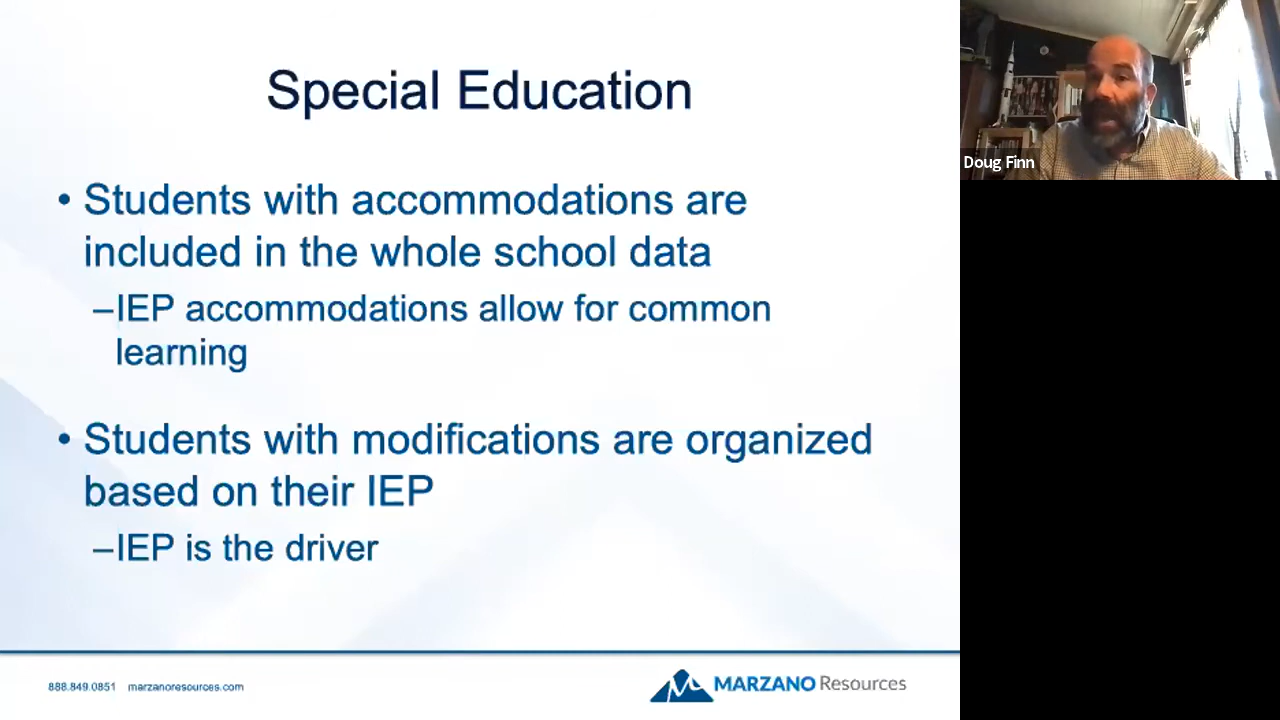 Special Education
• Students with accommodations are
included in the whole school data
–IEP accommodations allow for common
learning
• Students with modifications are organized
based on their IEP
–IEP is the driver
888.849.0851 marzanoresources.com
MARZANO Resources
Doug Finn